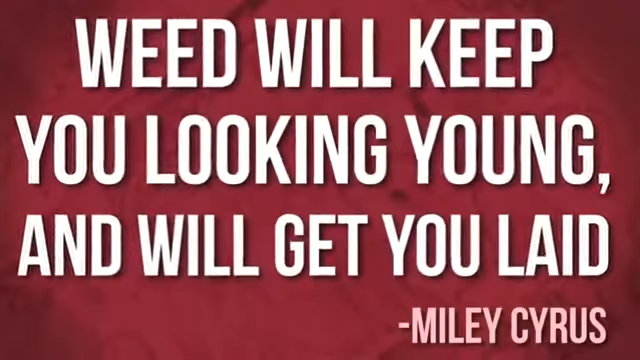 WEED WILL KEEP
YOU LOOKING YOUNG,
AND WILL GET YOU LAID
-MILEY CYRUS